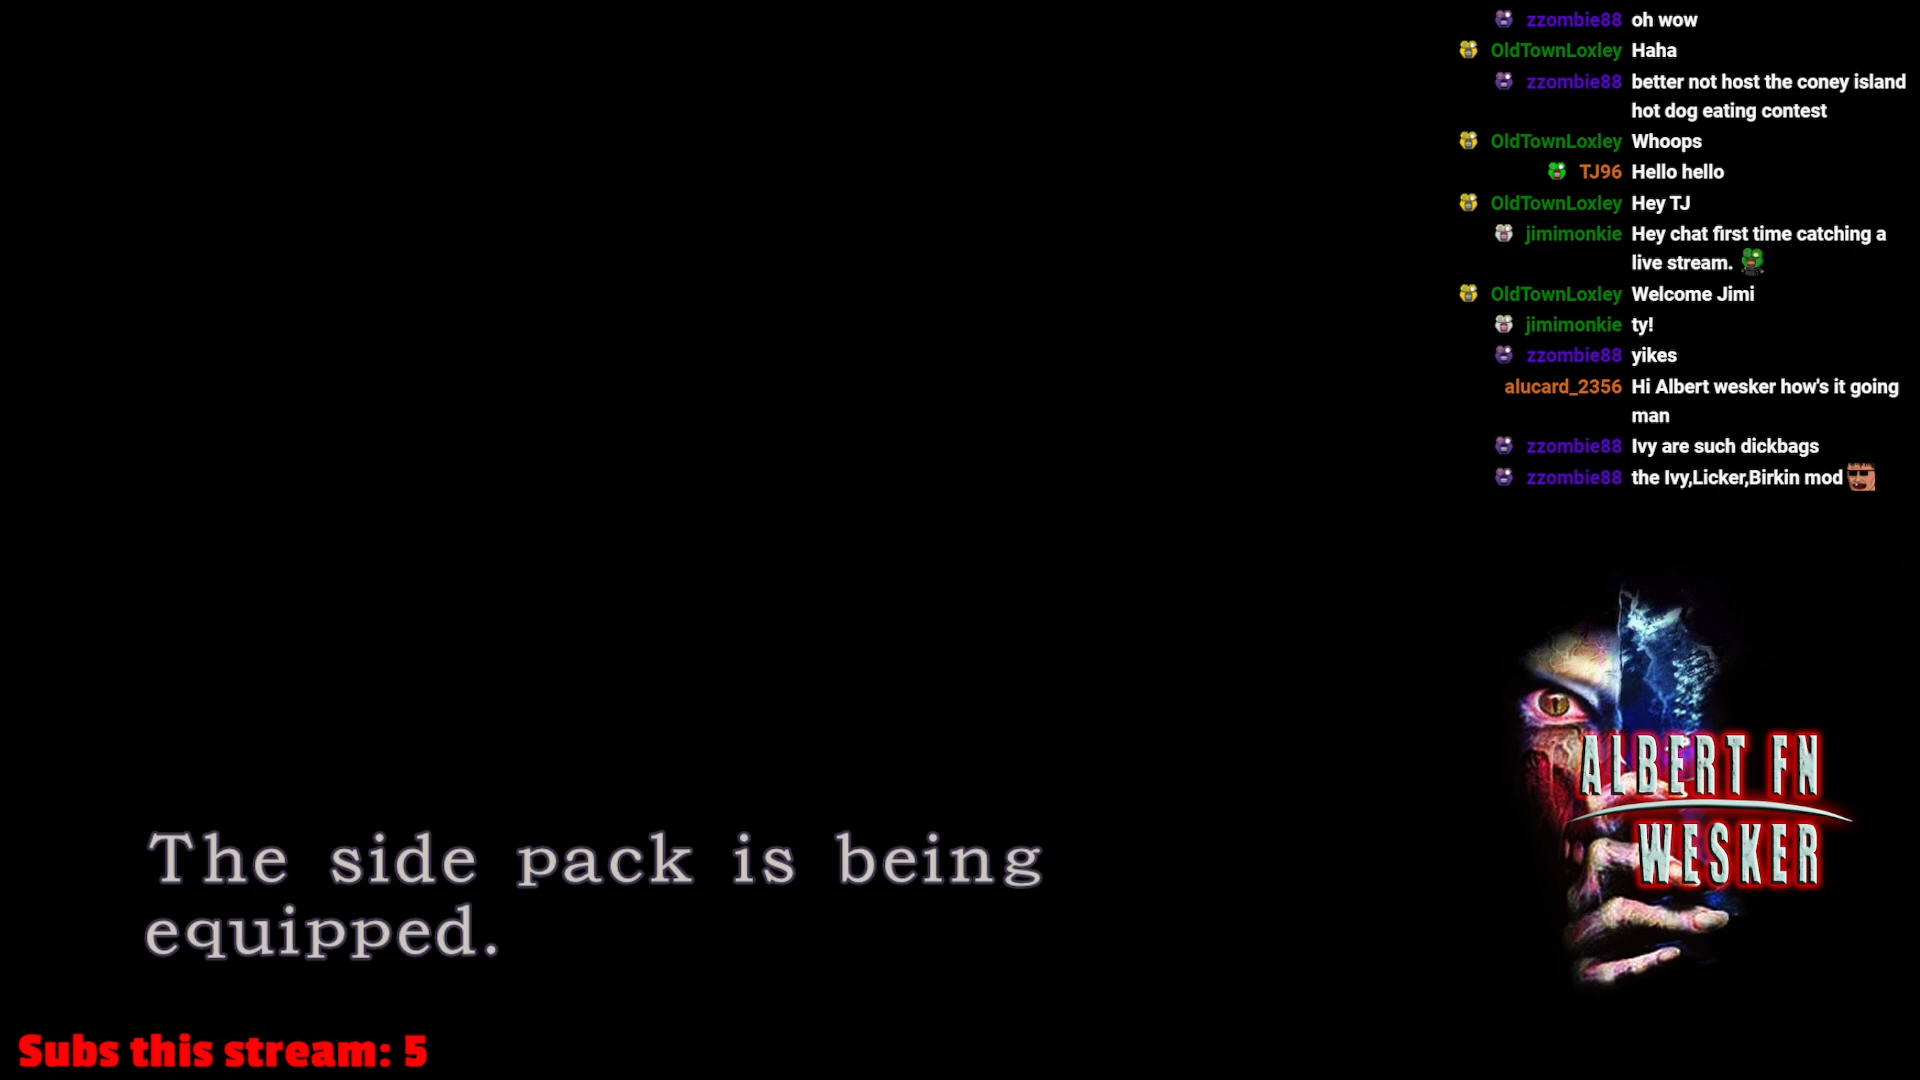 zzombie88 oh wow
OldTownLoxley Haha
zzombie88 better not host the coney island
hot dog eating contest
OldTownLoxley Whoops
TJ96 Hello hello
OldTownLoxley Hey TJ
jimimonkie Hey chat first time catching a
live stream.
OldTownLoxley Welcome Jimi
jimimonkie ty!
zzombie88 yikes
alucard_2356 Hi Albert wesker how's it going
man
zzombie88 Ivy are such dickbags
zzombie88 the Ivy,Licker,Birkin mod
ALBERT FN
WESKER
The side pack is being
equipped.
Subs this stream: 5